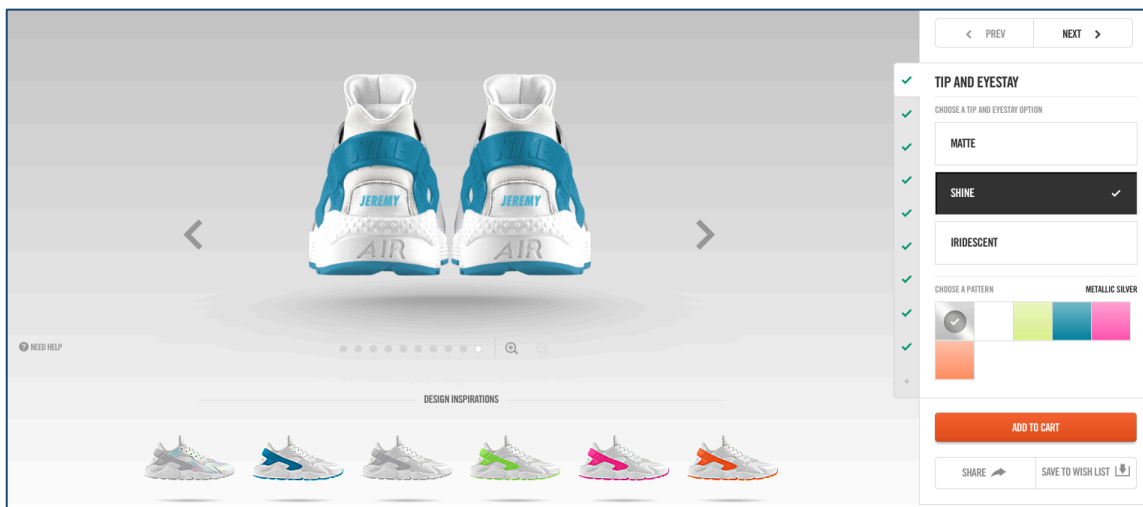 PREV
NEXT
TIP AND EYESTAY
CHOOSE A TIP AND EYESTAY OPTION
MATTE
SHINE
IRIDESCENT
CHOOSE A PATTERN
METALLIC SILVER
ADD TO CART
SHARE
SAVE TO WISH LIST
NIKE NIKE
JEREMY JEREMY
AIR AIR
? NEED HELP
DESIGN INSPIRATIONS